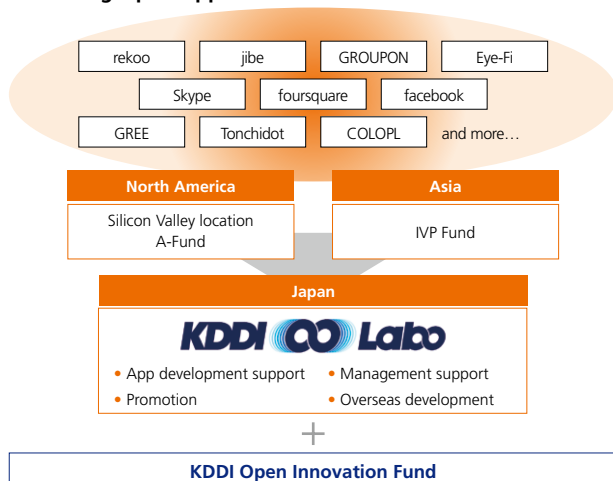 rekoo jibe GROUPON Eye-Fi
Skype foursquare facebook
GREE Tonchidot COLOPL and more…
North America
Silicon Valley location
A-Fund
Asia
IVP Fund
Japan
KDDI ∞ Labo
• App development support • Management support
• Promotion • Overseas development
+
KDDI Open Innovation Fund